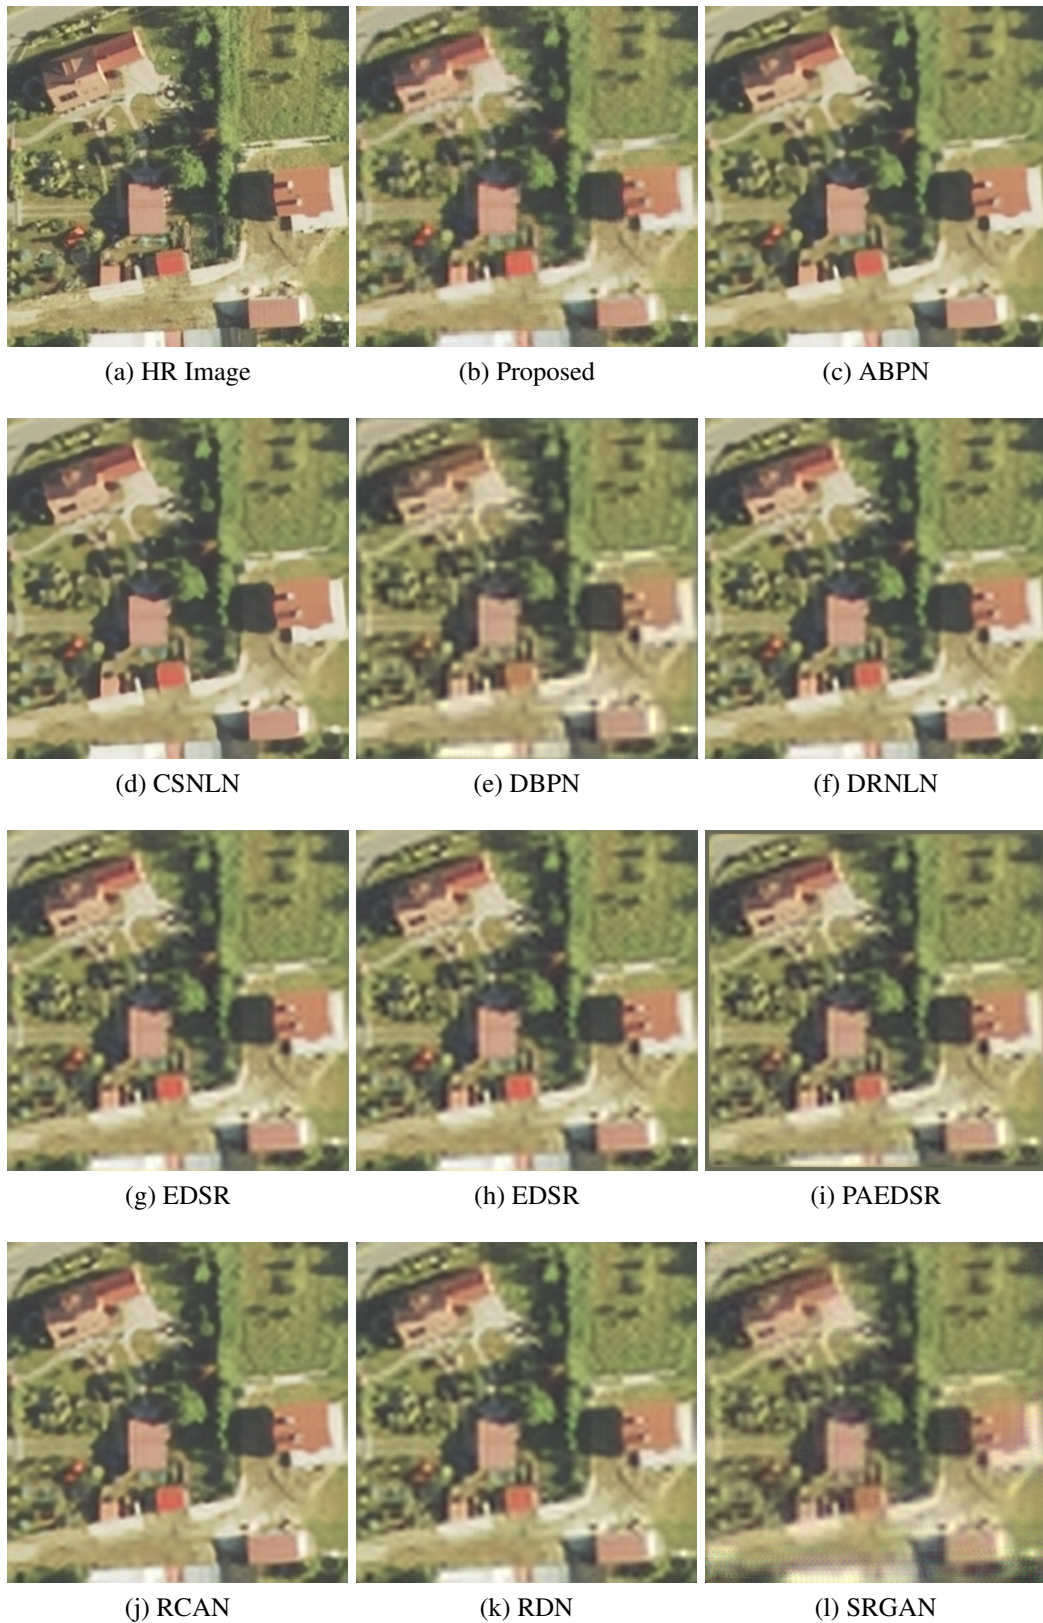 (a) HR Image
(b) Proposed
(c) ABPN
(d) CSNLN
(e) DBPN
(f) DRNLN
(g) EDSR
(h) EDSR
(i) PAEDSR
(j) RCAN
(k) RDN
(l) SRGAN